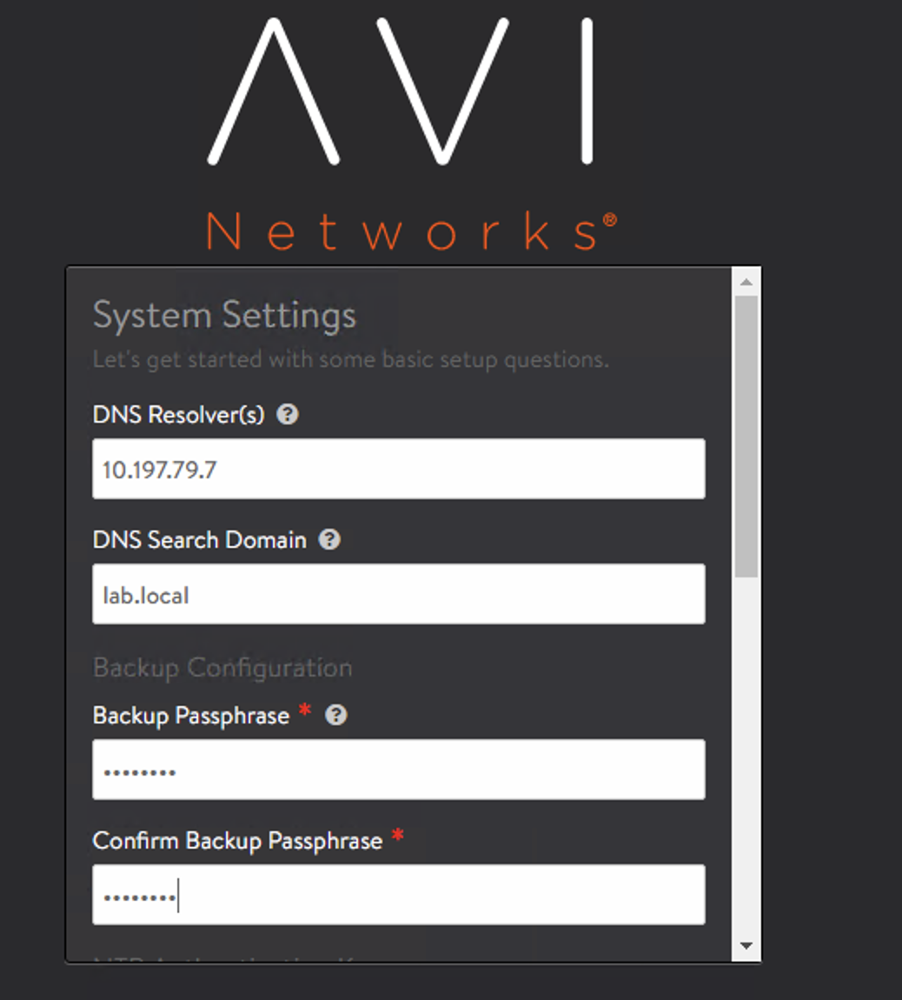 AVI
Networks®
System Settings
Let's get started with some basic setup questions.
DNS Resolver(s) ?
10.197.79.7
DNS Search Domain ?
lab.local
Backup Configuration
Backup Passphrase * ?
••••••••
Confirm Backup Passphrase *
••••••••